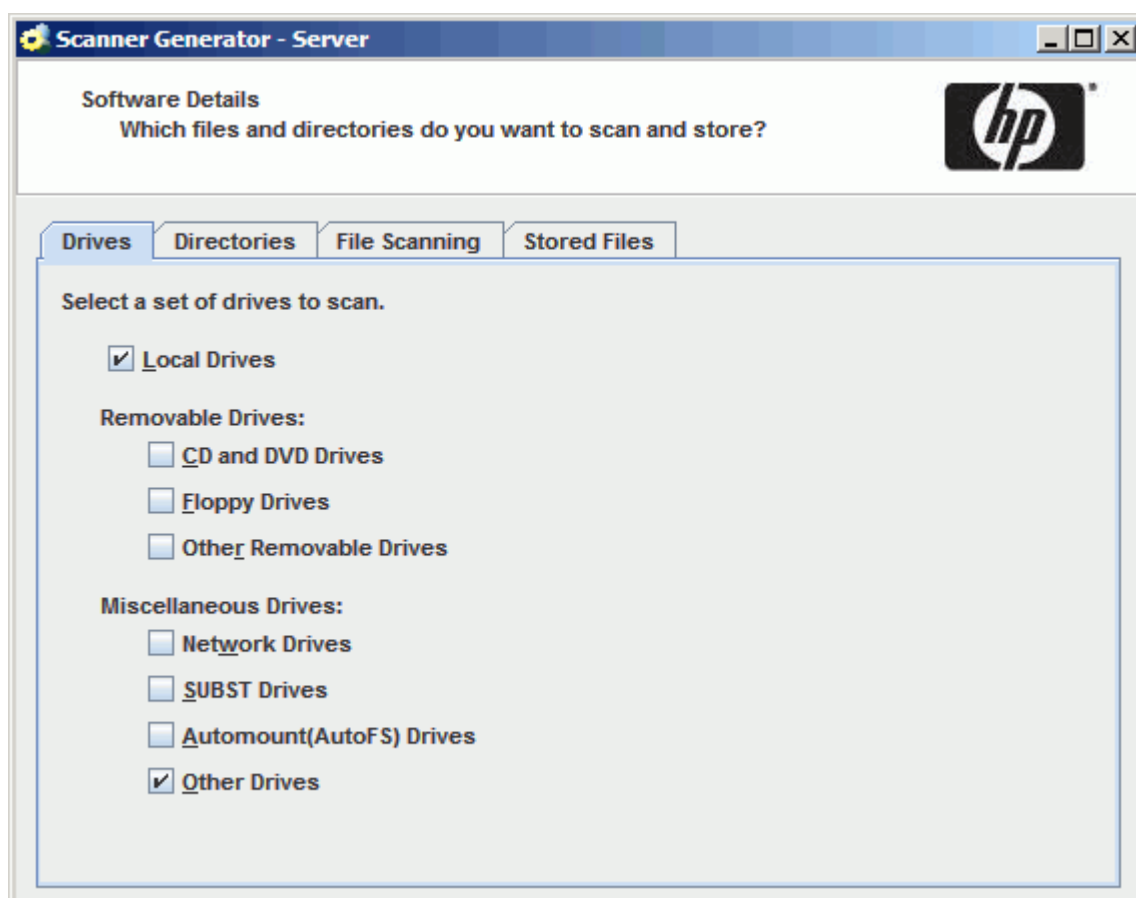 Scanner Generator - Server
Software Details
Which files and directories do you want to scan and store?
hp
Drives Directories File Scanning Stored Files
Select a set of drives to scan.
Local Drives
Removable Drives:
CD and DVD Drives
Floppy Drives
Other Removable Drives
Miscellaneous Drives:
Network Drives
SUBST Drives
Automount(AutoFS) Drives
Other Drives